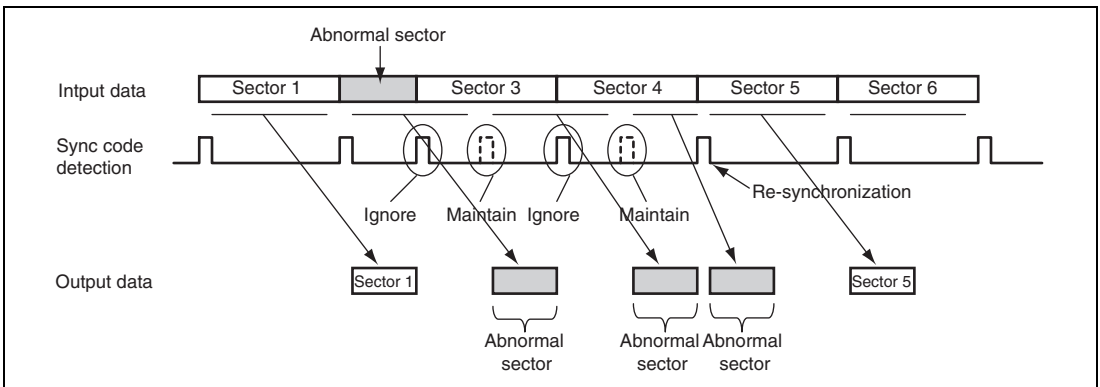 Abnormal sector
Intput data
Sector 1
Sector 3
Sector 4
Sector 5
Sector 6
Sync code
detection
Ignore
Maintain
Ignore
Maintain
Re-synchronization
Output data
Sector 1
Sector 5
Abnormal
sector
Abnormal
sector
Abnormal
sector